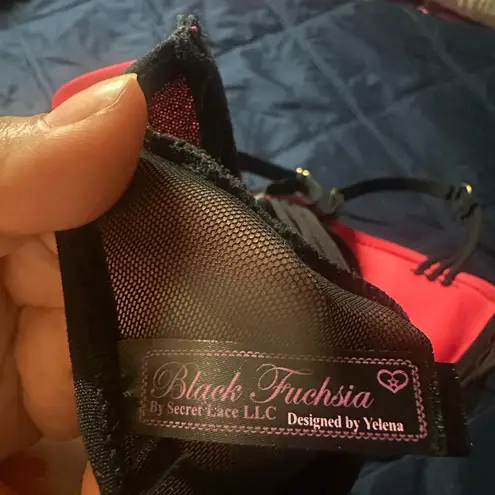 Black Fuchsia
By Secret Lace LLC
Designed by Yelena